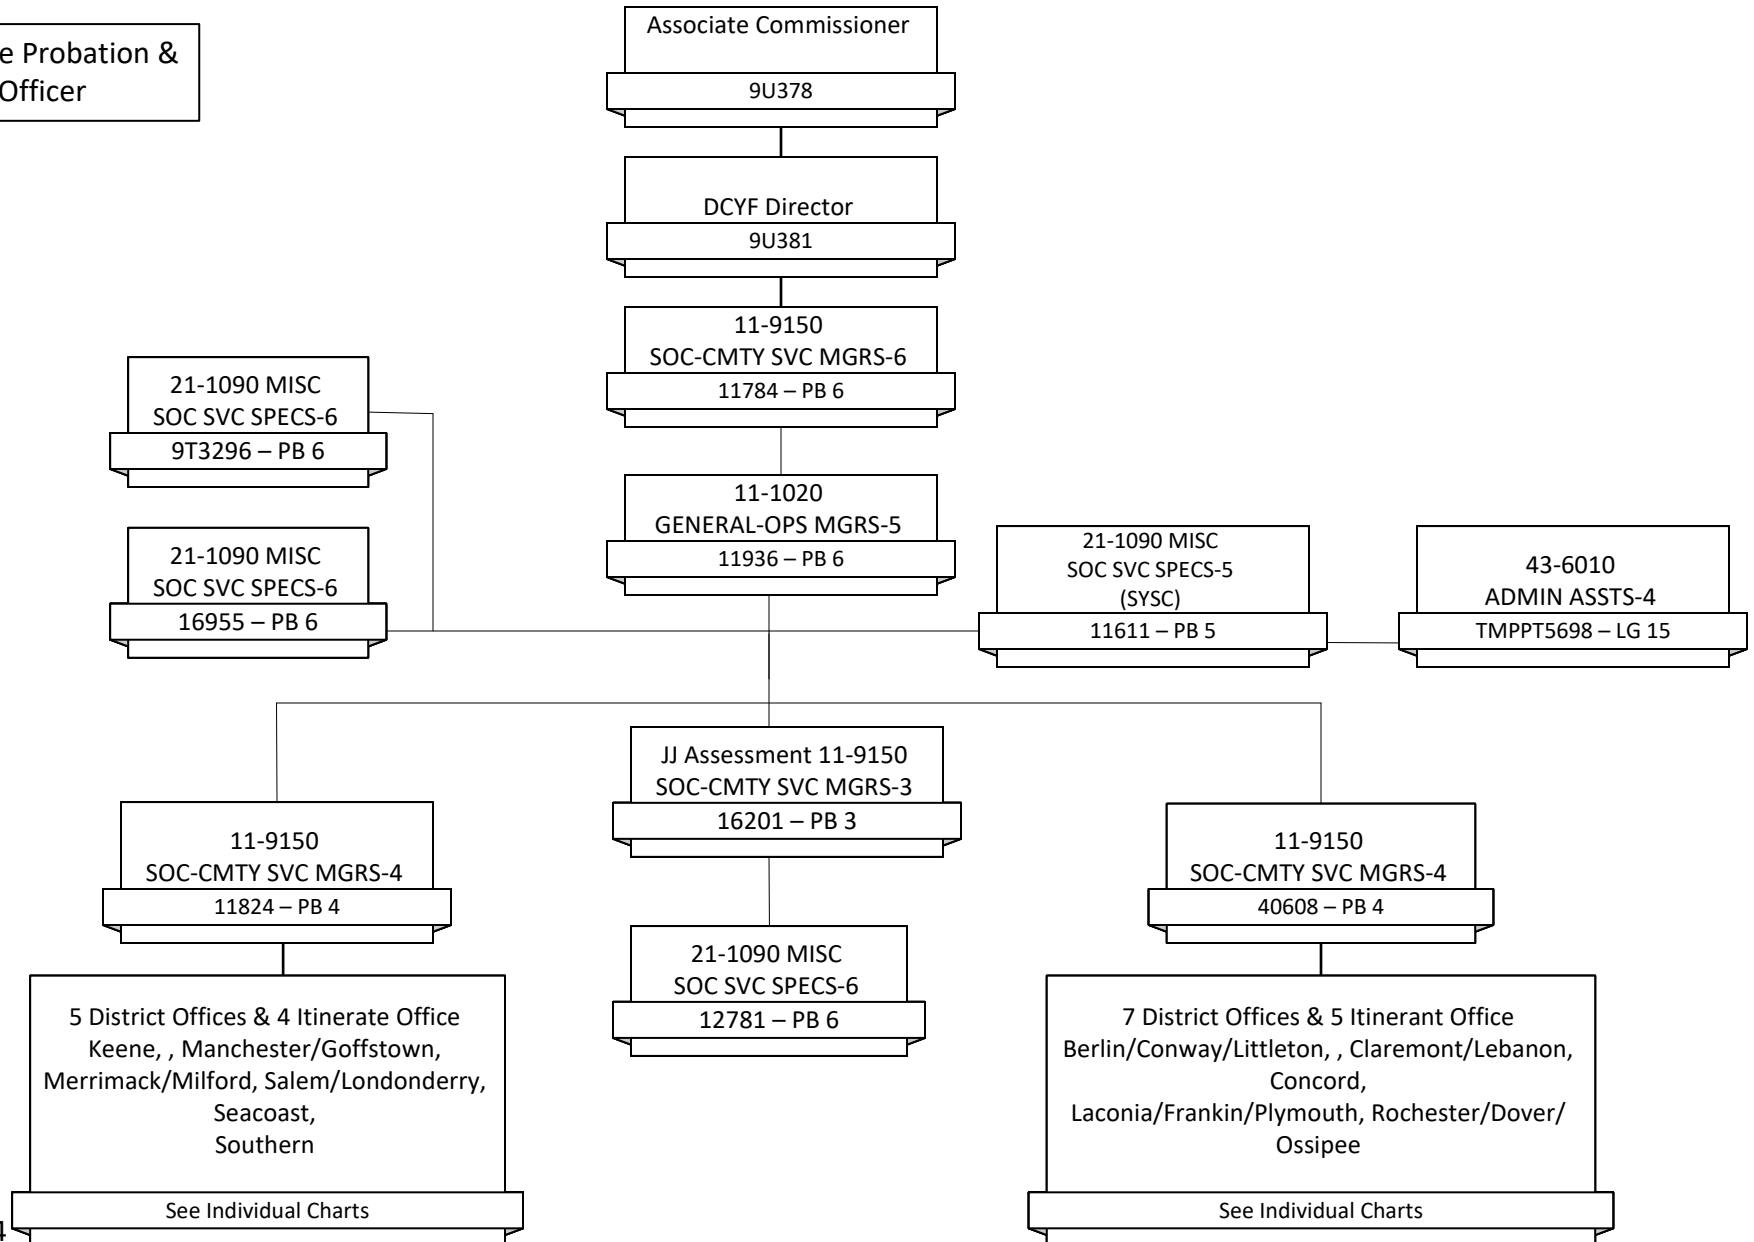 Associate Commissioner
9U378
e Probation &
Officer
DCYF Director
9U381
11-9150
SOC-CMTY SVC MGRS-6
11784 – PB 6
21-1090 MISC
SOC SVC SPECS-6
9T3296 – PB 6
11-1020
GENERAL-OPS MGRS-5
11936 – PB 6
21-1090 MISC
SOC SVC SPECS-6
16955 – PB 6
21-1090 MISC
SOC SVC SPECS-5
(SYSC)
11611 – PB 5
43-6010
ADMIN ASSTS-4
TMPPT5698 – LG 15
JJ Assessment 11-9150
SOC-CMTY SVC MGRS-3
16201 – PB 3
11-9150
SOC-CMTY SVC MGRS-4
11824 – PB 4
11-9150
SOC-CMTY SVC MGRS-4
40608 – PB 4
21-1090 MISC
SOC SVC SPECS-6
12781 – PB 6
5 District Offices & 4 Itinerate Office
Keene, , Manchester/Goffstown,
Merrimack/Milford, Salem/Londonderry,
Seacoast,
Southern
See Individual Charts
7 District Offices & 5 Itinerant Office
Berlin/Conway/Littleton, , Claremont/Lebanon,
Concord,
Laconia/Frankin/Plymouth, Rochester/Dover/
Ossipee
See Individual Charts
4